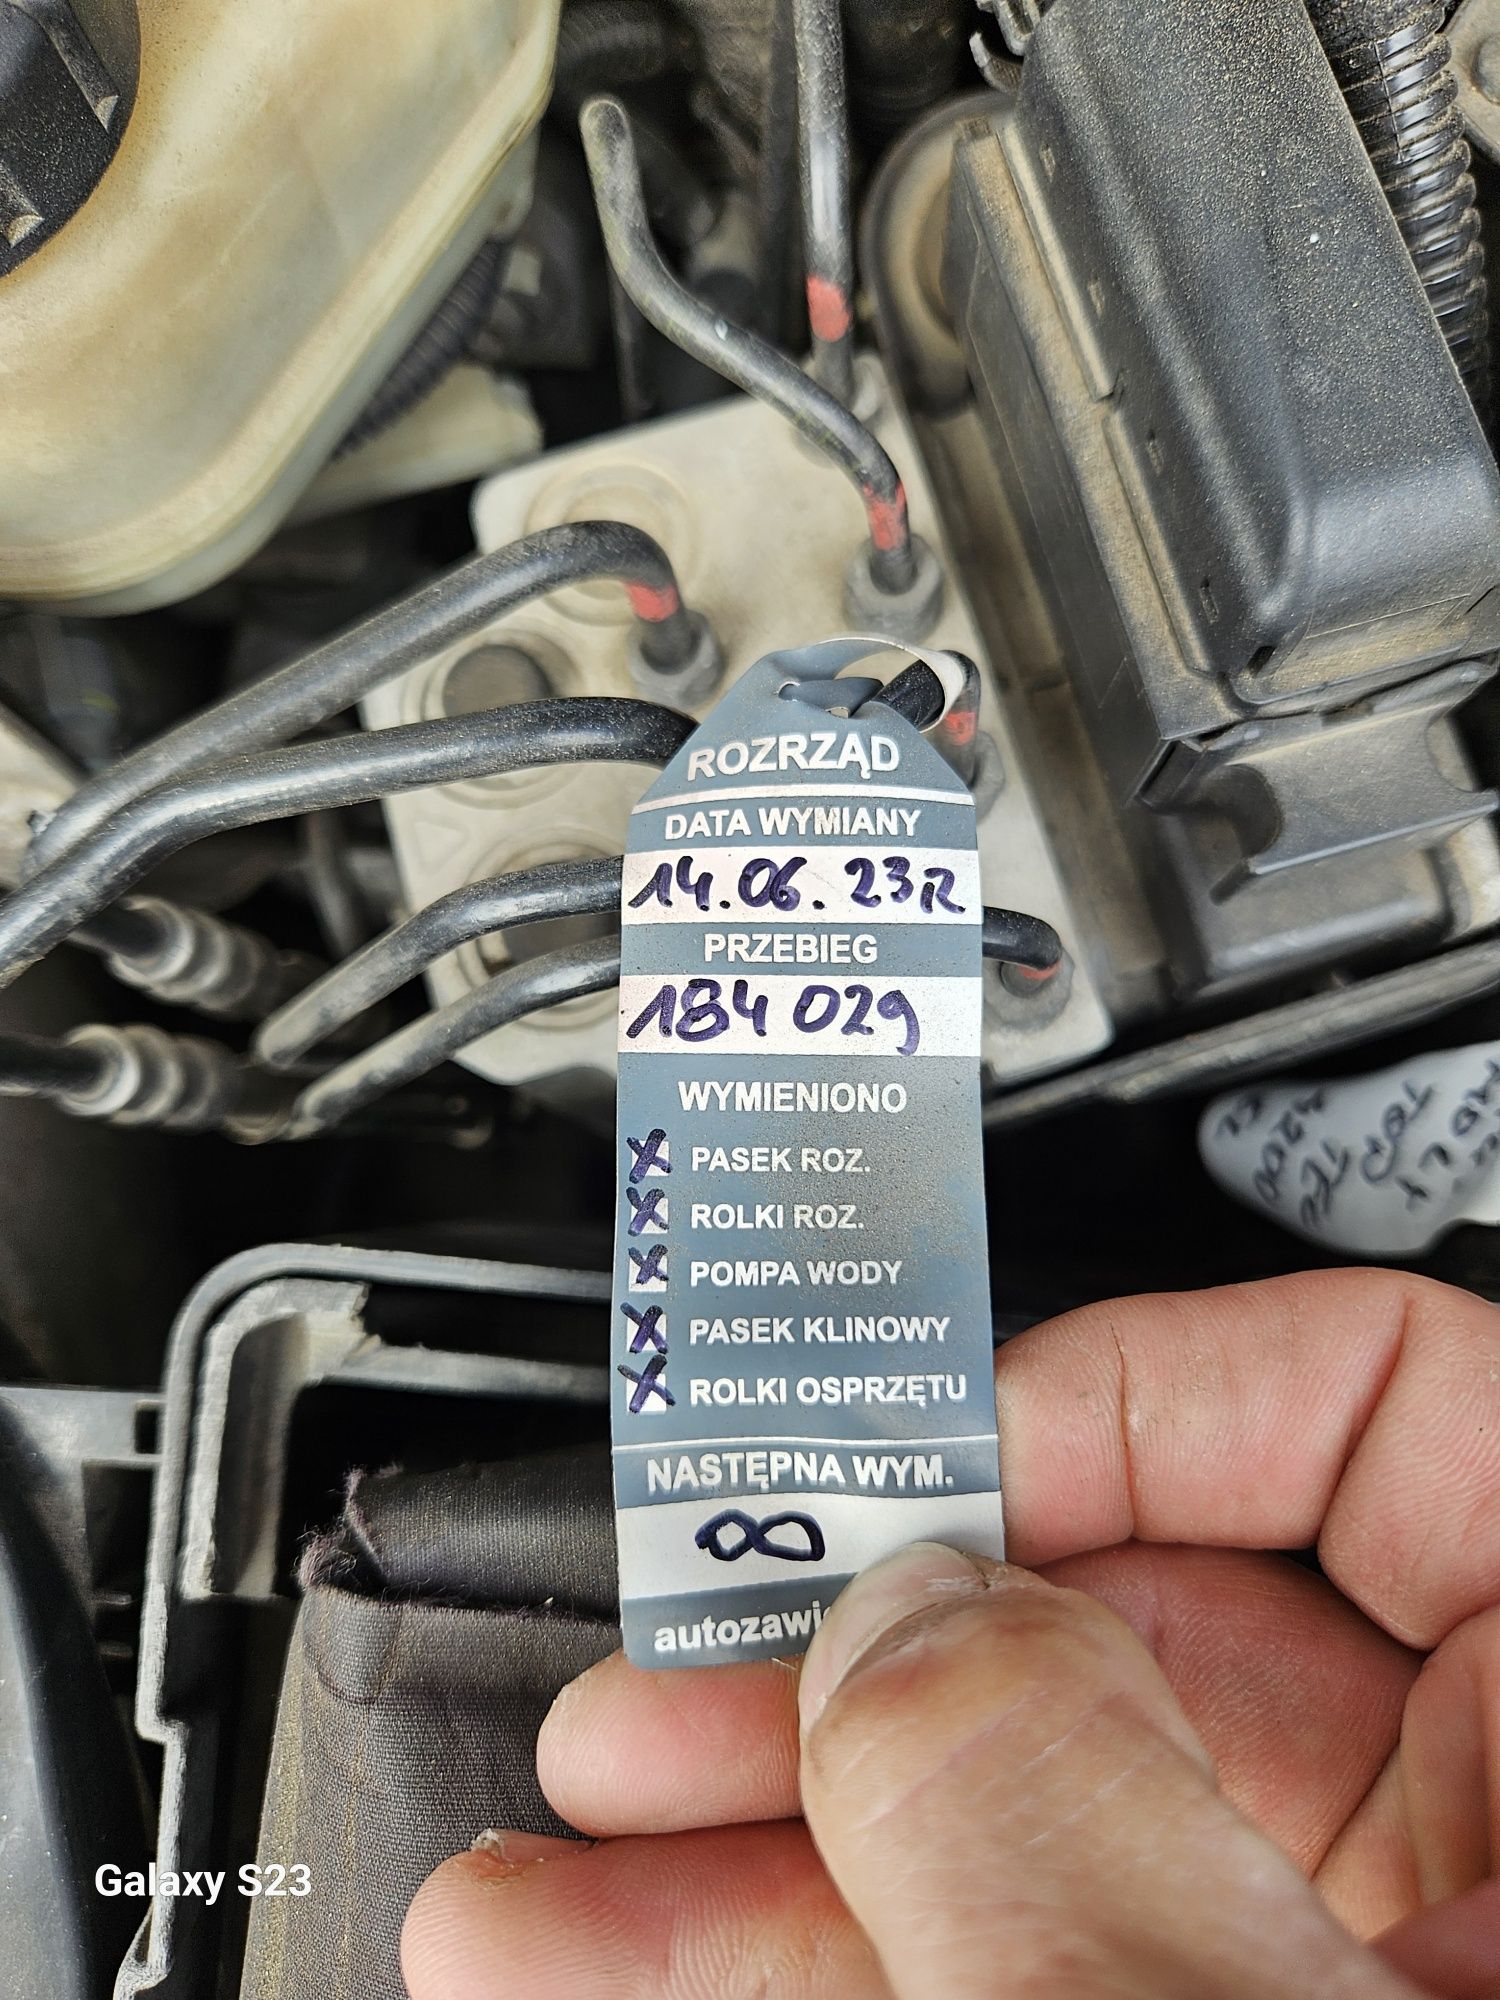 ROZRZĄD
DATA WYMIANY
14.06.23R
PRZEBIEG
184 029
WYMIENIONO
X PASEK ROZ.
X ROLKI ROZ.
X POMPA WODY
X PASEK KLINOWY
X ROLKI OSPRZĘTU
NASTĘPNA WYM.
∞
autozawi
Galaxy S23